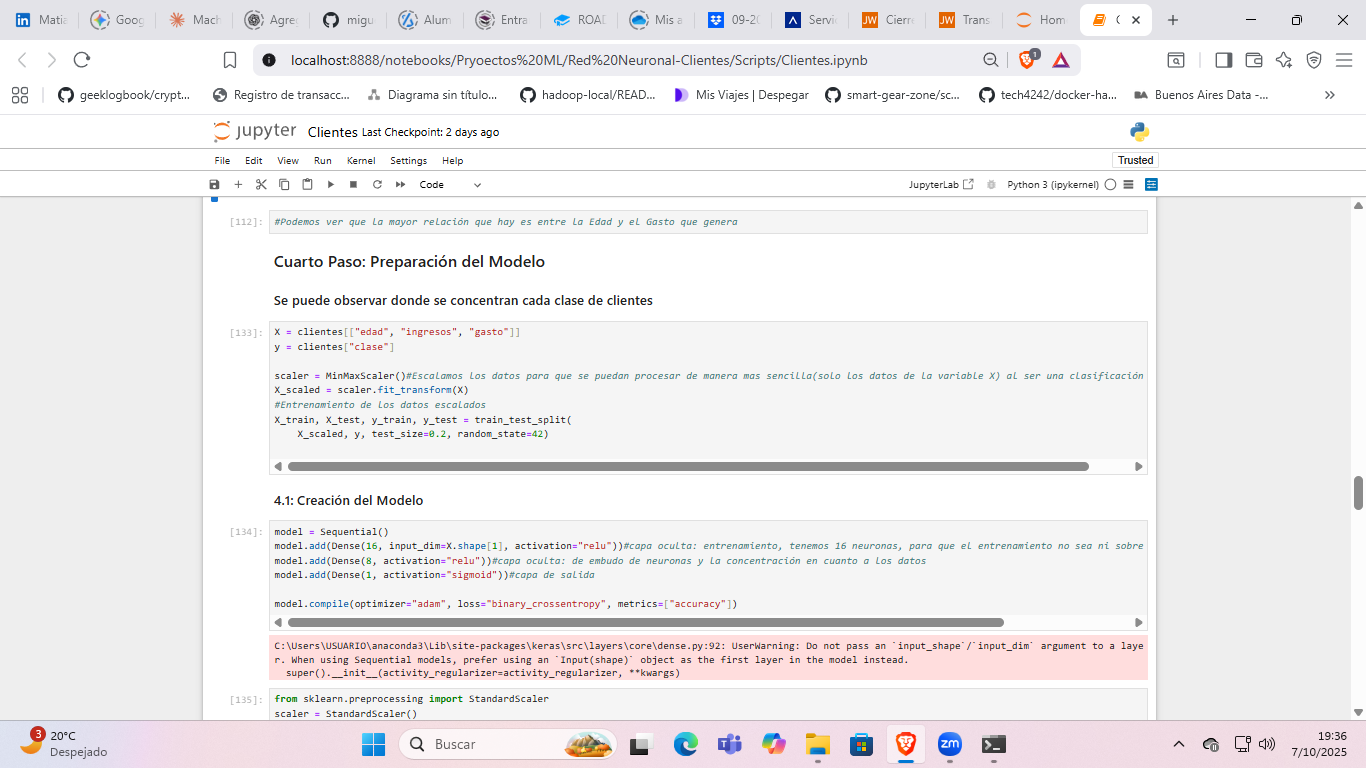 Matia
Goog
Mach
Agreg
migu
Alum
Entra
ROAD
Mis a
09-20
Servi
Cierre
Trans
Hom
C
localhost:8888/notebooks/Pryoectos%20ML/Red%20Neuronal-Clientes/Scripts/Clientes.ipynb
1
geeklogbook/crypt...
Registro de transacc...
Diagrama sin título...
hadoop-local/READ...
Mis Viajes | Despegar
smart-gear-zone/sc...
tech4242/docker-ha...
BA
Buenos Aires Data -...
jupyter
Clientes Last Checkpoint: 2 days ago
File Edit View Run Kernel Settings Help
Trusted
Code
JupyterLab
Python 3 (ipykernel)
[112]:
#Podemos ver que la mayor relación que hay es entre la Edad y el Gasto que genera
Cuarto Paso: Preparación del Modelo
Se puede observar donde se concentran cada clase de clientes
[133]:
X = clientes[["edad", "ingresos", "gasto"]]
y = clientes["clase"]
scaler = MinMaxScaler()#Escalamos los datos para que se puedan procesar de manera mas sencilla(solo los datos de la variable X) al ser una clasificación
X_scaled = scaler.fit_transform(X)
#Entrenamiento de los datos escalados
X_train, X_test, y_train, y_test = train_test_split(
X_scaled, y, test_size=0.2, random_state=42)
4.1: Creación del Modelo
[134]:
model = Sequential()
model.add(Dense(16, input_dim=X.shape[1], activation="relu"))#capa oculta: entrenamiento, tenemos 16 neuronas, para que el entrenamiento no sea ni sobre
model.add(Dense(8, activation="relu"))#capa oculta: de embudo de neuronas y la concentración en cuanto a los datos
model.add(Dense(1, activation="sigmoid"))#capa de salida
model.compile(optimizer="adam", loss="binary_crossentropy", metrics=["accuracy"])
C:\Users\USUARIO\anaconda3\Lib\site-packages\keras\src\layers\core\dense.py:92: UserWarning: Do not pass an `input_shape`/`input_dim` argument to a laye
r. When using Sequential models, prefer using an `Input(shape)` object as the first layer in the model instead.
super().__init__(activity_regularizer=activity_regularizer, **kwargs)
[135]:
from sklearn.preprocessing import StandardScaler
scaler = StandardScaler()
3
20°C
Despejado
Buscar
zm
19:36
7/10/2025